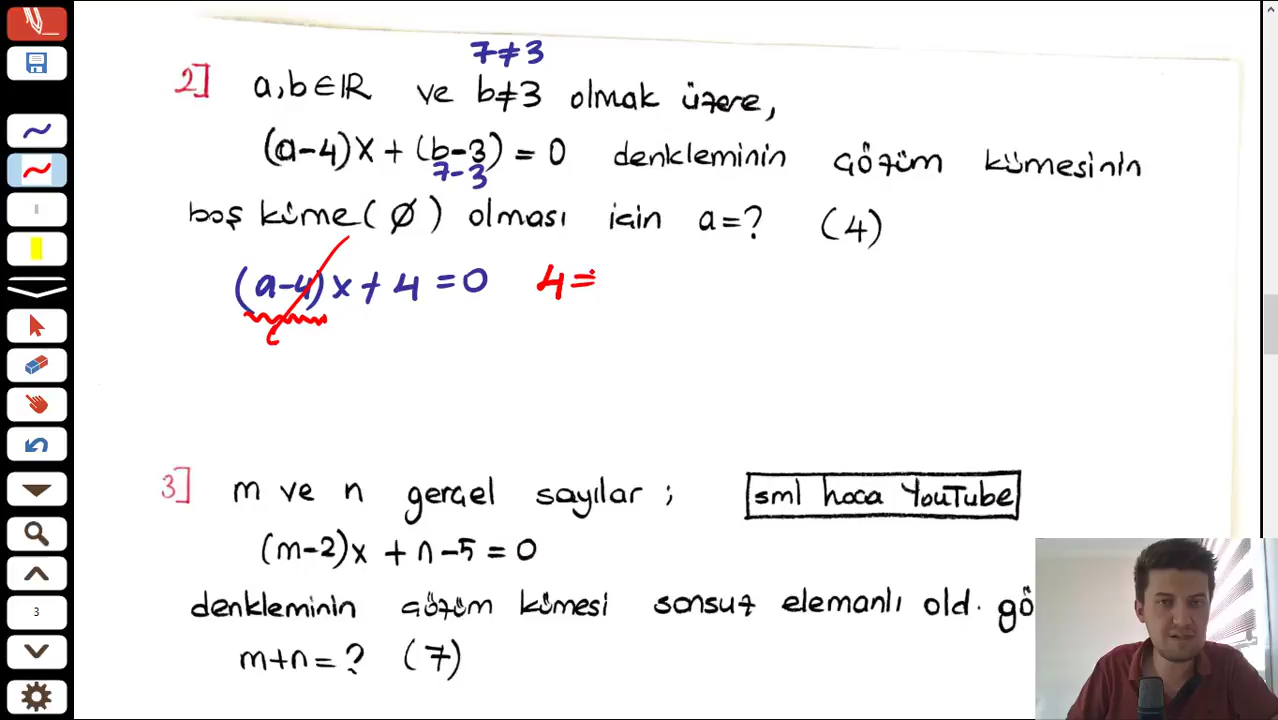 7≠3
2] a,b∈IR ve b≠3 olmak üzere,
(a-4)x + (b-3) = 0 denkleminin çözüm kümesinin
7-3
boş küme (∅) olması için a=? (4)
(a-4)x + 4 = 0 4=
3] m ve n gerçel sayılar ;
sml hoca YouTube
(m-2)x + n-5 = 0
denkleminin çözüm kümesi sonsuz elemanlı old. gö
m+n=? (7)
3